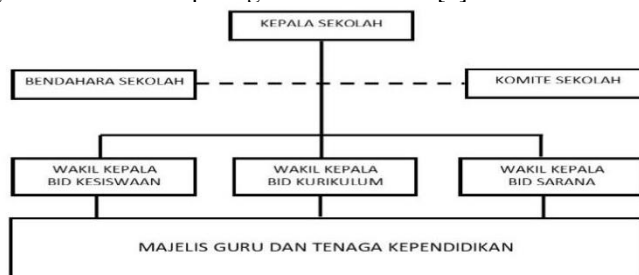 KEPALA SEKOLAH
BENDAHARA SEKOLAH
KOMITE SEKOLAH
WAKIL KEPALA
BID KESISWAAN
WAKIL KEPALA
BID KURIKULUM
WAKIL KEPALA
BID SARANA
MAJELIS GURU DAN TENAGA KEPENDIDIKAN